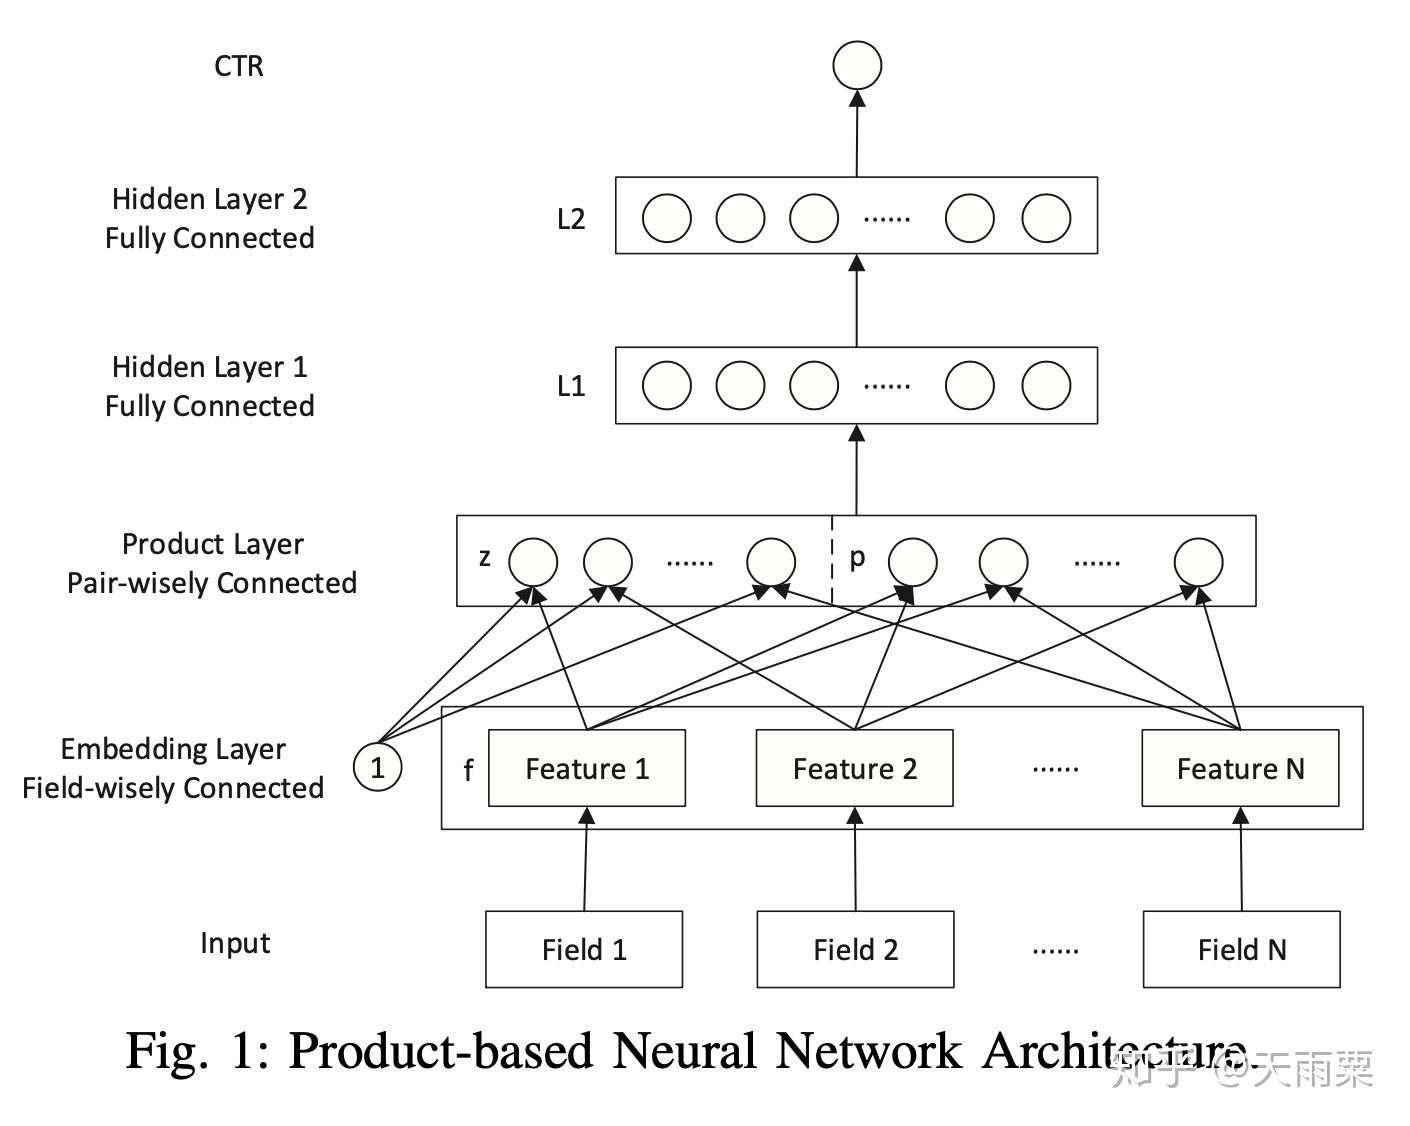 CTR
Hidden Layer 2
Fully Connected
L2
......
Hidden Layer 1
Fully Connected
L1
......
Product Layer
Pair-wisely Connected
z
......
p
......
Embedding Layer
Field-wisely Connected
1
f
Feature 1
Feature 2
......
Feature N
Input
Field 1
Field 2
......
Field N
Fig. 1: Product-based Neural Network Architecture.
知乎 @天雨粟